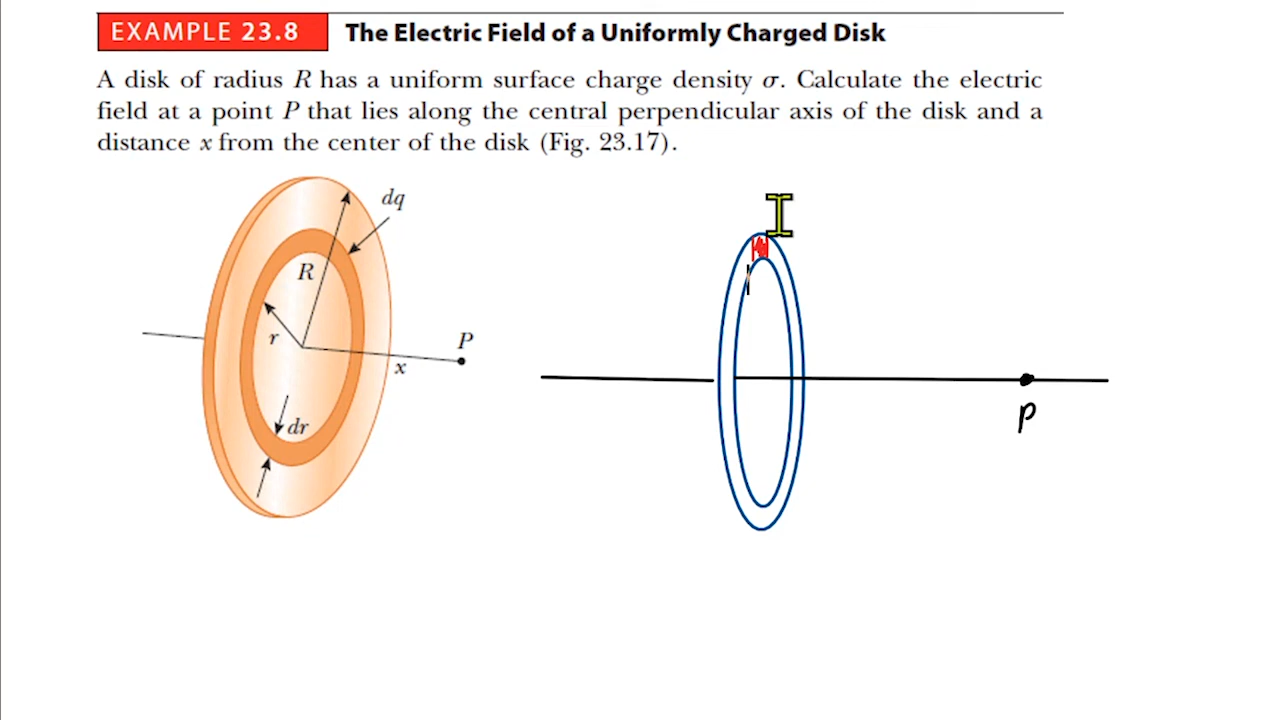 EXAMPLE 23.8 The Electric Field of a Uniformly Charged Disk
A disk of radius R has a uniform surface charge density σ. Calculate the electric
field at a point P that lies along the central perpendicular axis of the disk and a
distance x from the center of the disk (Fig. 23.17).
dq
R
P
r
x
dr
P